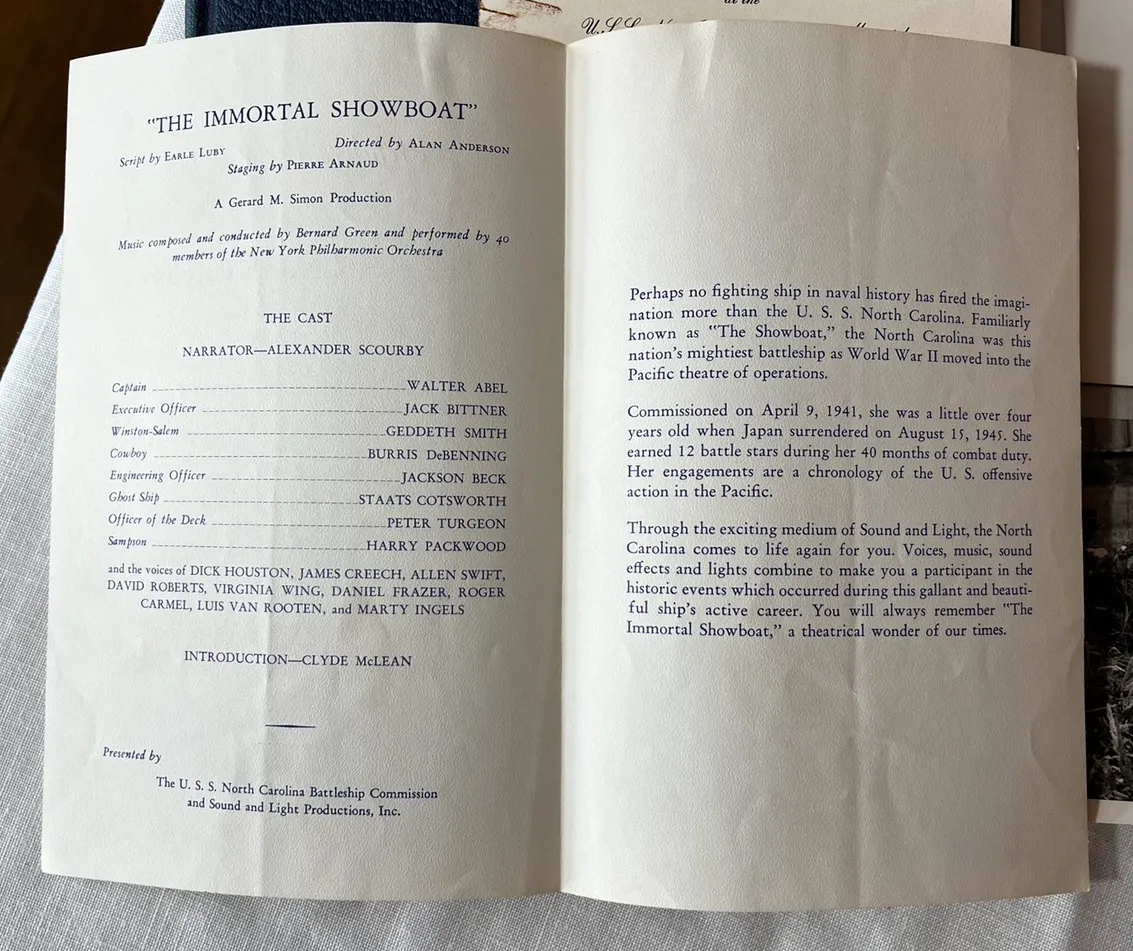 at the
"THE IMMORTAL SHOWBOAT"
Script by EARLE LUBY
Directed by ALAN ANDERSON
Staging by PIERRE ARNAUD
A Gerard M. Simon Production
Music composed and conducted by Bernard Green and performed by 40
members of the New York Philharmonic Orchestra
THE CAST
NARRATOR—ALEXANDER SCOURBY
Captain WALTER ABEL
Executive Officer JACK BITTNER
Winston-Salem GEDDETH SMITH
Cowboy BURRIS DeBENNING
Engineering Officer JACKSON BECK
Ghost Ship STAATS COTSWORTH
Officer of the Deck PETER TURGEON
Sampson HARRY PACKWOOD
and the voices of DICK HOUSTON, JAMES CREECH, ALLEN SWIFT,
DAVID ROBERTS, VIRGINIA WING, DANIEL FRAZER, ROGER
CARMEL, LUIS VAN ROOTEN, and MARTY INGELS
INTRODUCTION—CLYDE McLEAN
Presented by
The U. S. S. North Carolina Battleship Commission
and Sound and Light Productions, Inc.
Perhaps no fighting ship in naval history has fired the imagi-
nation more than the U. S. S. North Carolina. Familiarly
known as "The Showboat," the North Carolina was this
nation's mightiest battleship as World War II moved into the
Pacific theatre of operations.
Commissioned on April 9, 1941, she was a little over four
years old when Japan surrendered on August 15, 1945. She
earned 12 battle stars during her 40 months of combat duty.
Her engagements are a chronology of the U. S. offensive
action in the Pacific.
Through the exciting medium of Sound and Light, the North
Carolina comes to life again for you. Voices, music, sound
effects and lights combine to make you a participant in the
historic events which occurred during this gallant and beauti-
ful ship's active career. You will always remember "The
Immortal Showboat," a theatrical wonder of our times.